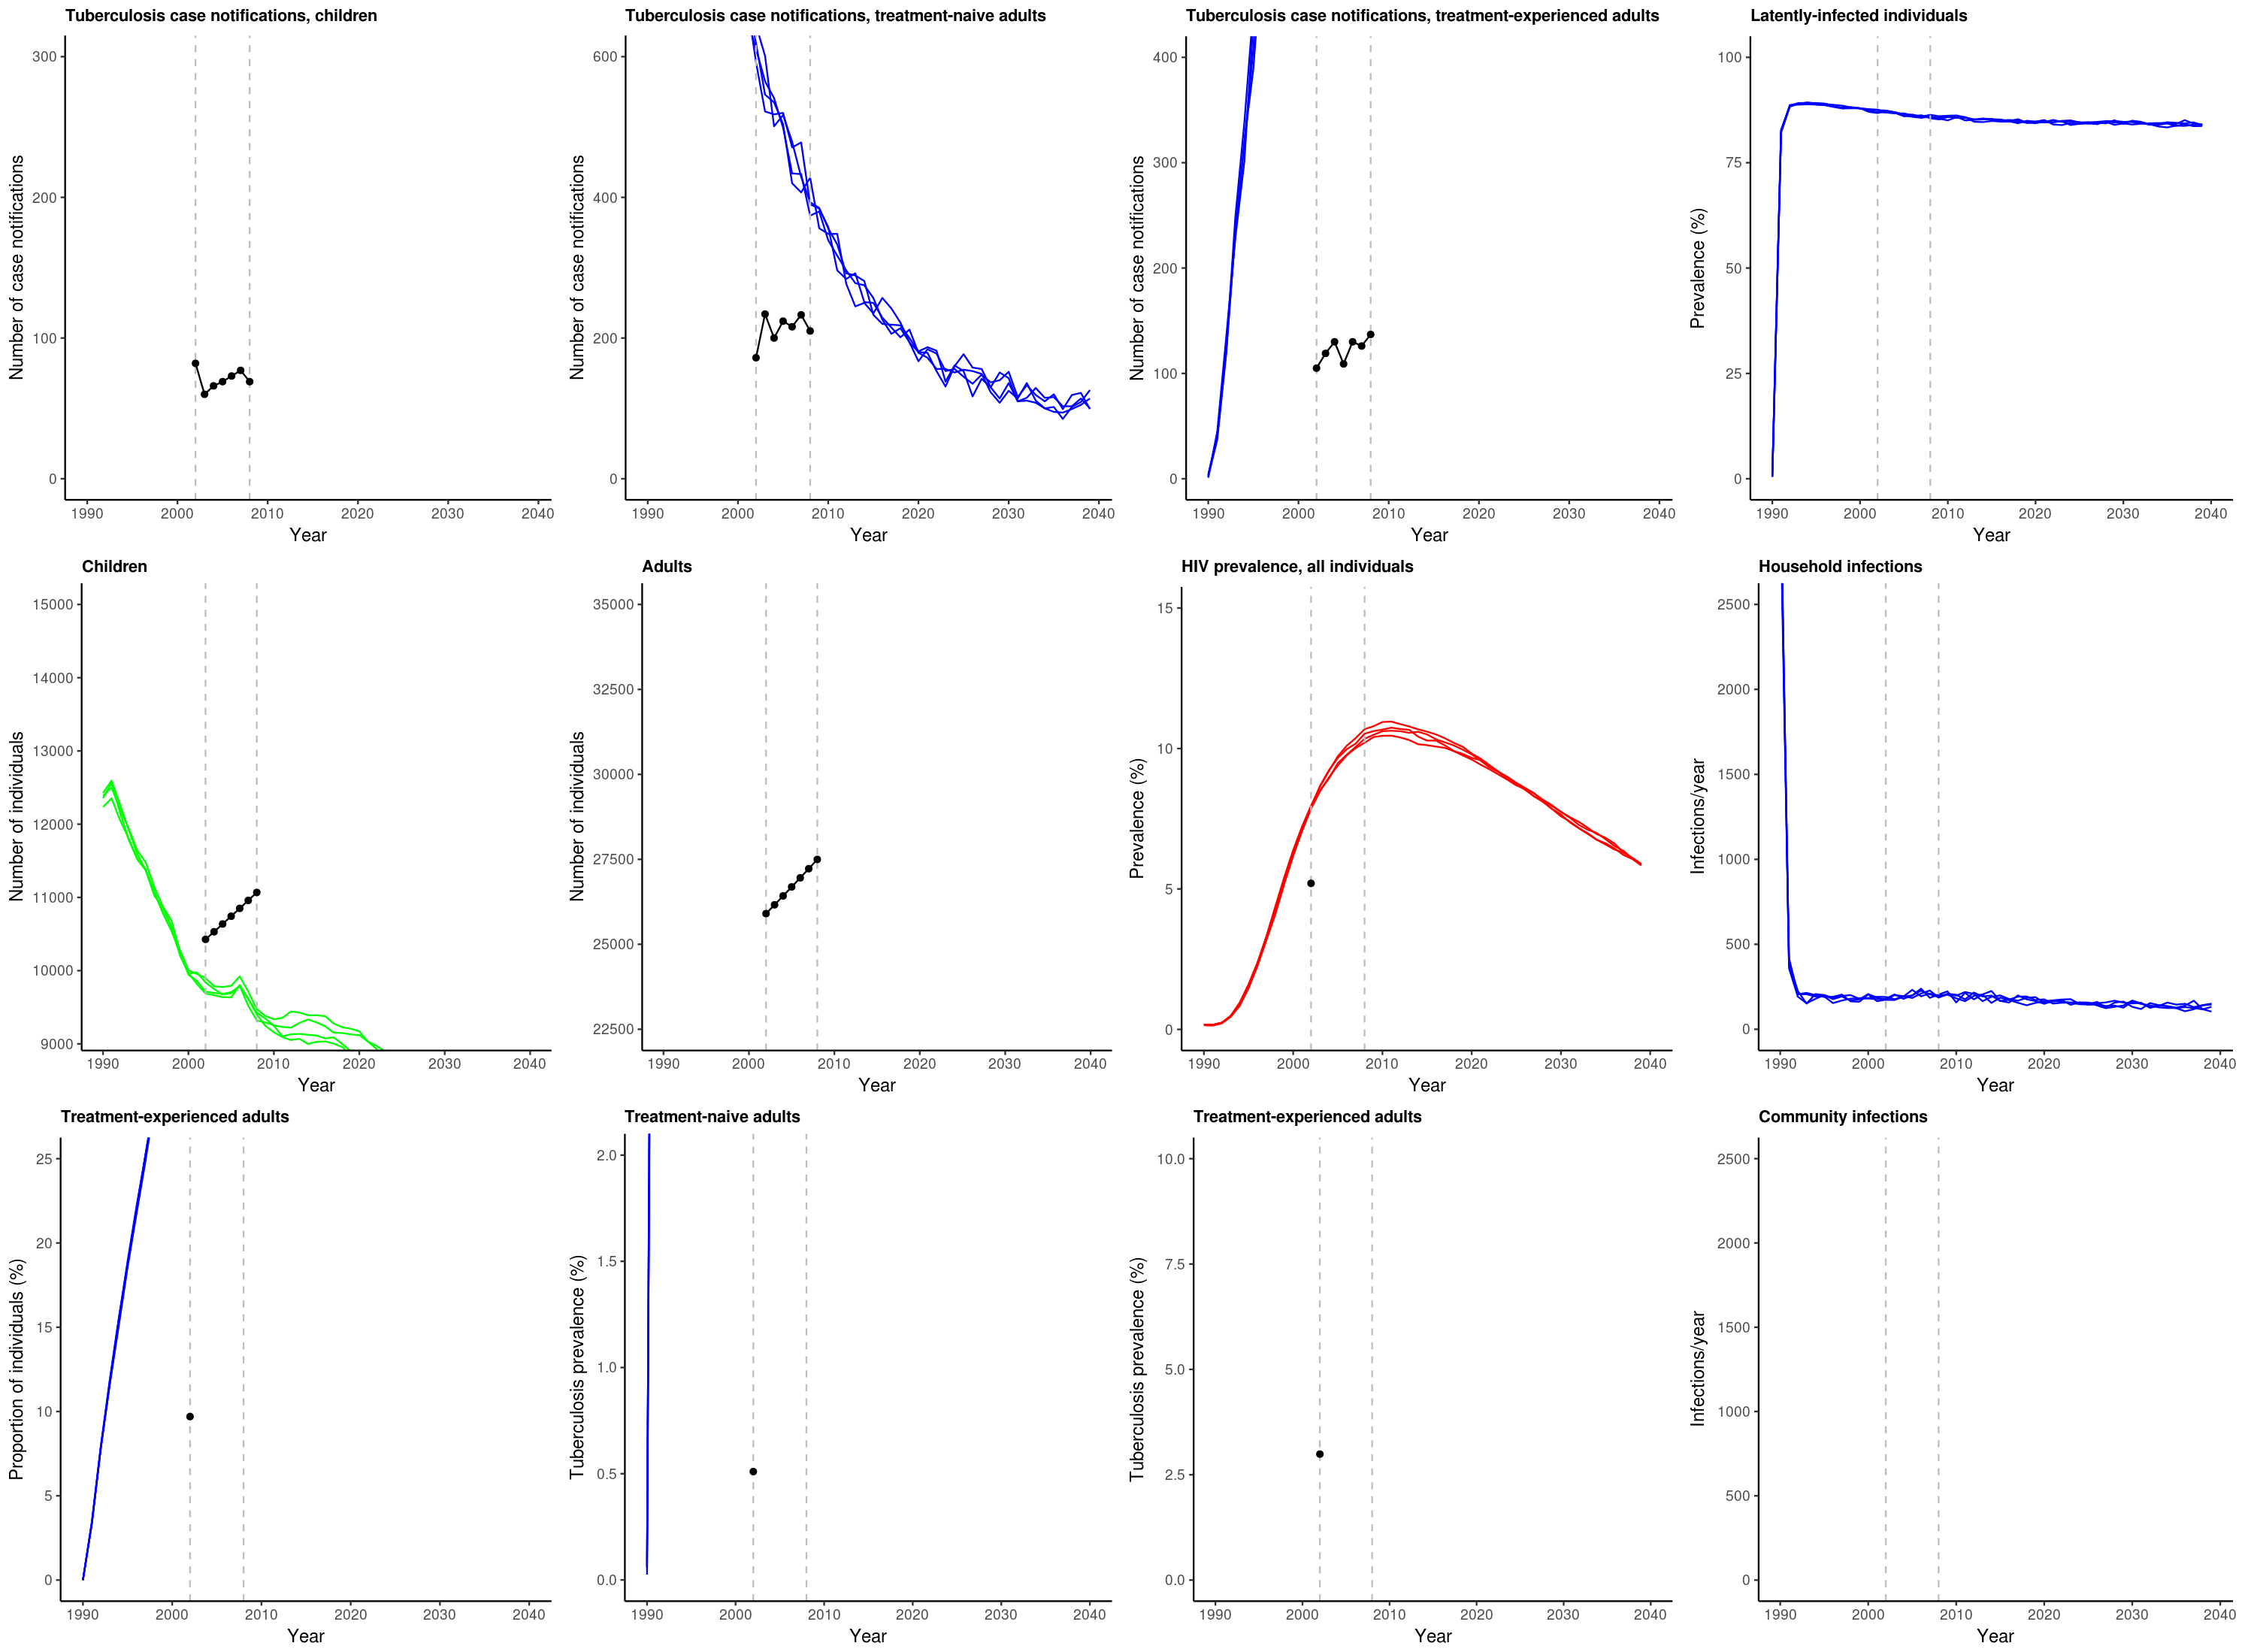 Tuberculosis case notifications, children
Number of case notifications
300
200
100
0
1990 2000 2010 2020 2030 2040
Year
Tuberculosis case notifications, treatment-naive adults
Number of case notifications
600
400
200
0
1990 2000 2010 2020 2030 2040
Year
Tuberculosis case notifications, treatment-experienced adults
Number of case notifications
400
300
200
100
0
1990 2000 2010 2020 2030 2040
Year
Latently-infected individuals
Prevalence (%)
100
75
50
25
0
1990 2000 2010 2020 2030 2040
Year
Children
Number of individuals
15000
14000
13000
12000
11000
10000
9000
1990 2000 2010 2020 2030 2040
Year
Adults
Number of individuals
35000
32500
30000
27500
25000
22500
1990 2000 2010 2020 2030 2040
Year
HIV prevalence, all individuals
Prevalence (%)
15
10
5
0
1990 2000 2010 2020 2030 2040
Year
Household infections
Infections/year
2500
2000
1500
1000
500
0
1990 2000 2010 2020 2030 2040
Year
Treatment-experienced adults
Proportion of individuals (%)
25
20
15
10
5
0
1990 2000 2010 2020 2030 2040
Year
Treatment-naive adults
Tuberculosis prevalence (%)
2.0
1.5
1.0
0.5
0.0
1990 2000 2010 2020 2030 2040
Year
Treatment-experienced adults
Tuberculosis prevalence (%)
10.0
7.5
5.0
2.5
0.0
1990 2000 2010 2020 2030 2040
Year
Community infections
Infections/year
2500
2000
1500
1000
500
0
1990 2000 2010 2020 2030 2040
Year